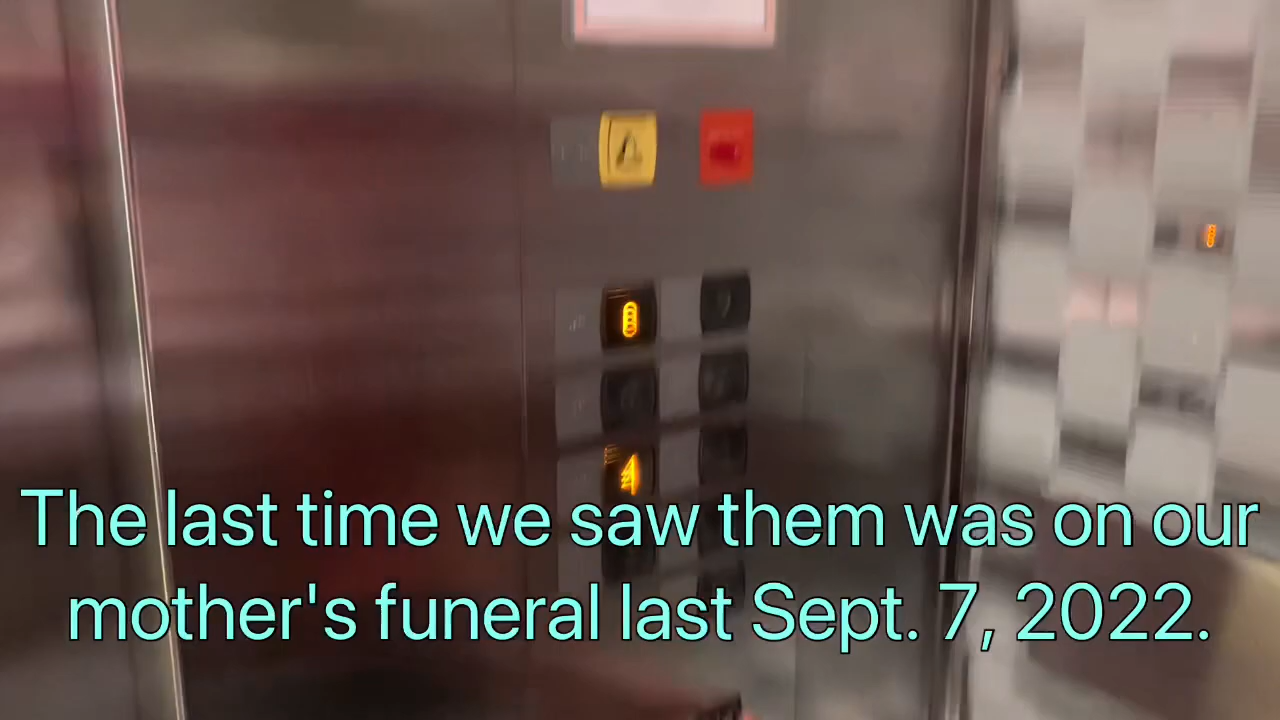 The last time we saw them was on our
mother's funeral last Sept. 7, 2022.